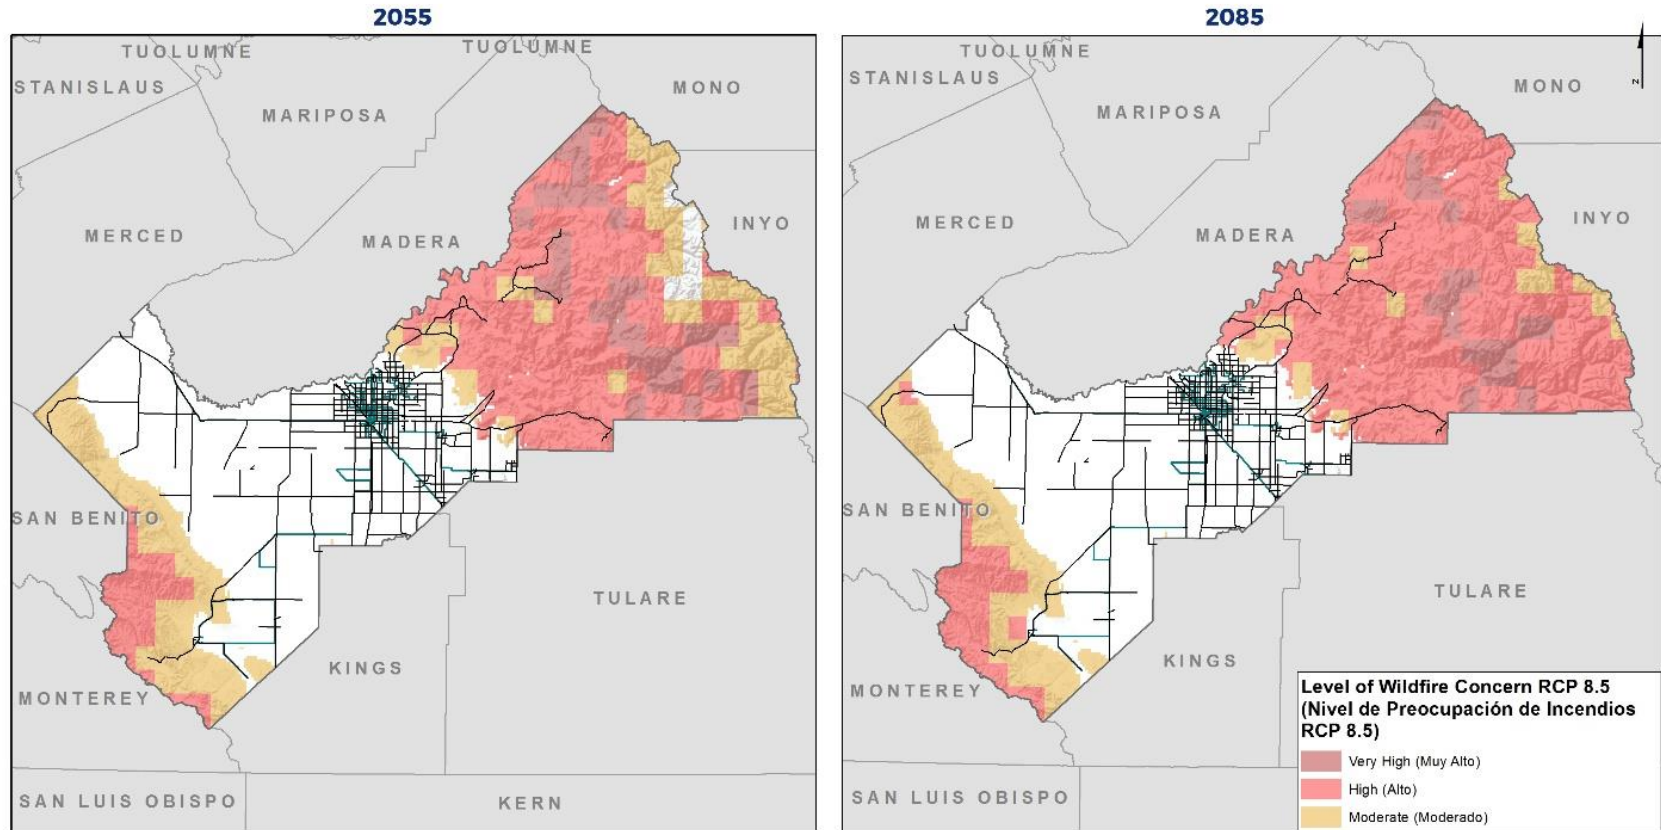 2055
TUOLUMNE
TUOLUMNE
STANISLAUS
MONO
MARIPOSA
INYO
MERCED
MADERA
SAN BENITO
TULARE
KINGS
MONTEREY
SAN LUIS OBISPO
KERN
2085
TUOLUMNE
STANISLAUS
MONO
MARIPOSA
INYO
MERCED
MADERA
SAN BENITO
TULARE
KINGS
MONTEREY
SAN LUIS OBISPO
N
Level of Wildfire Concern RCP 8.5
(Nivel de Preocupación de Incendios
RCP 8.5)
Very High (Muy Alto)
High (Alto)
Moderate (Moderado)